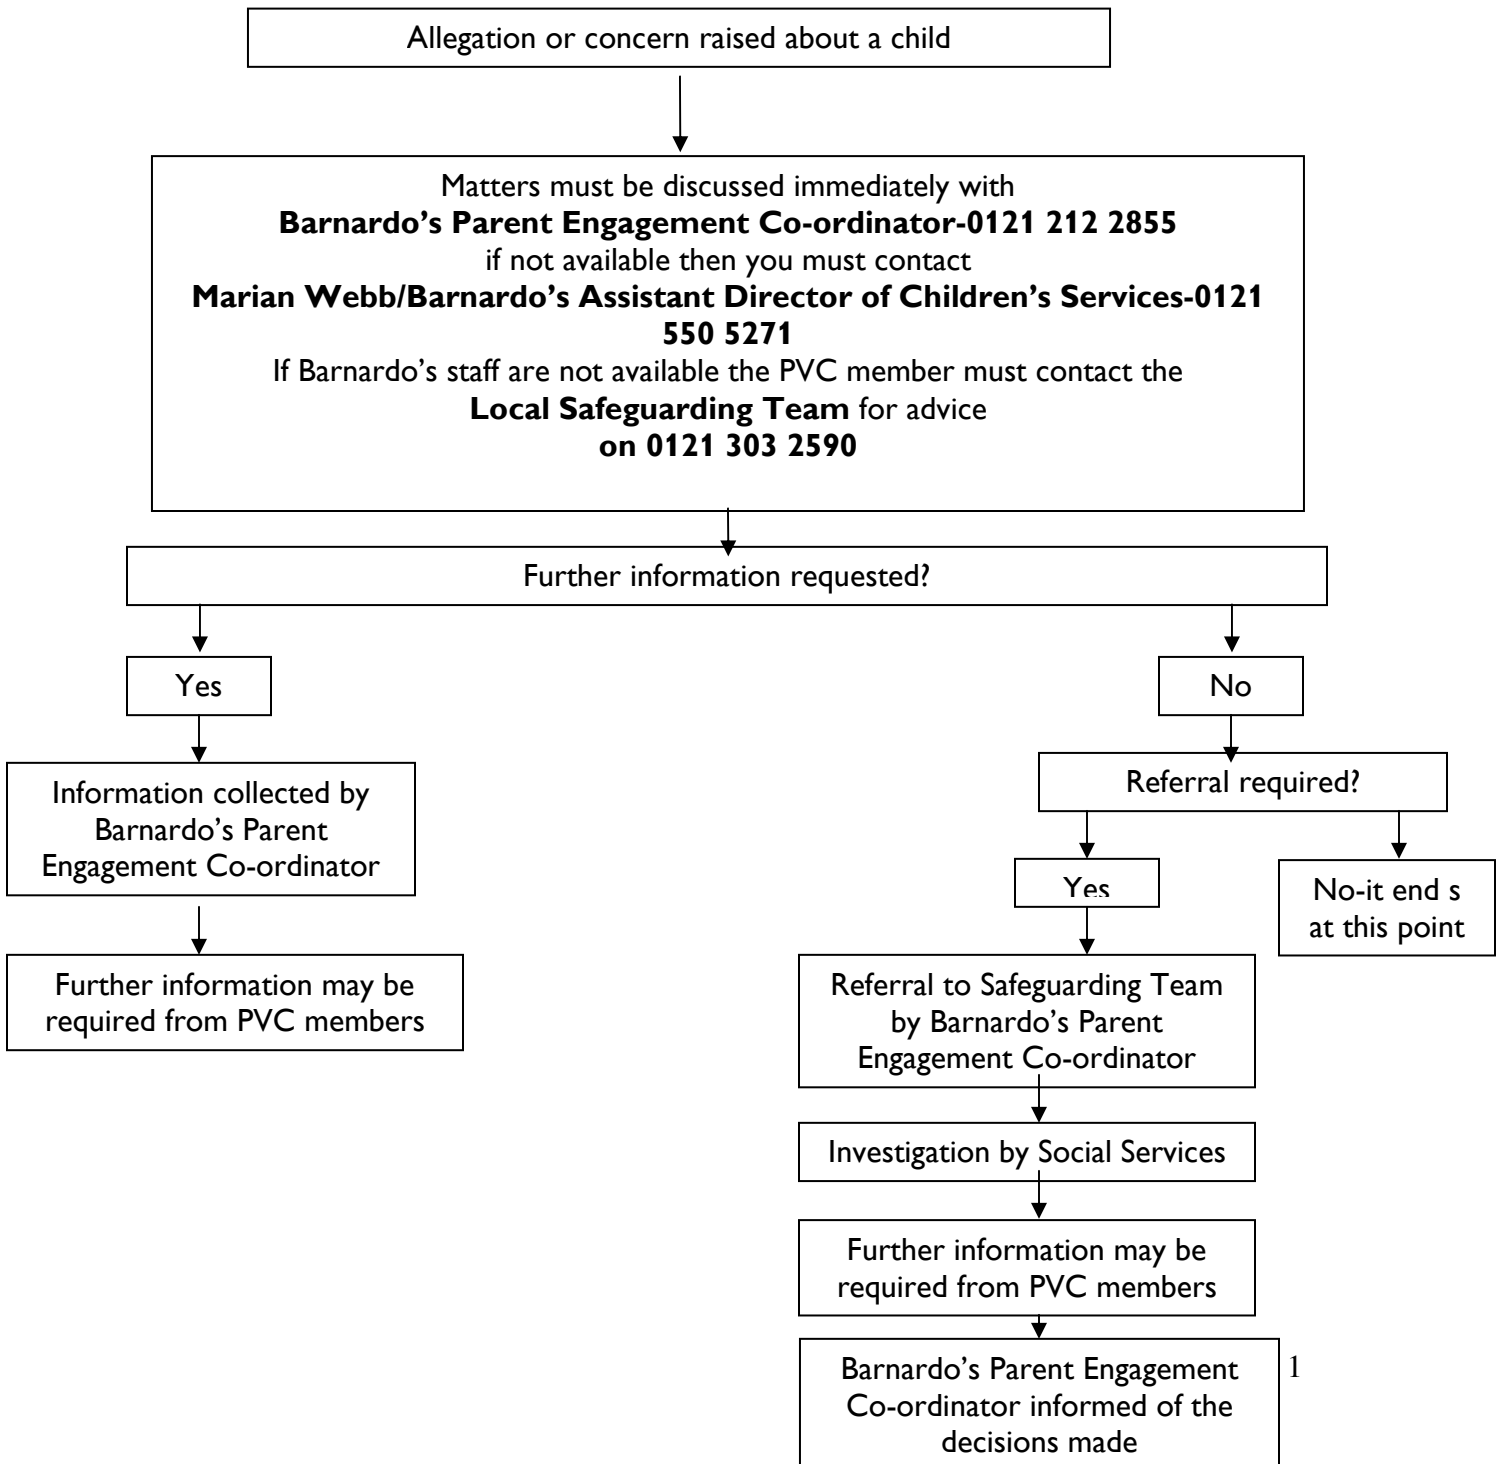 Allegation or concern raised about a child
Matters must be discussed immediately with
Barnardo’s Parent Engagement Co-ordinator-0121 212 2855
if not available then you must contact
Marian Webb/Barnardo’s Assistant Director of Children’s Services-0121
550 5271
If Barnardo’s staff are not available the PVC member must contact the
Local Safeguarding Team for advice
on 0121 303 2590
Further information requested?
Yes
No
Information collected by
Barnardo’s Parent
Engagement Co-ordinator
Further information may be
required from PVC members
Referral required?
Yes
No-it end s
at this point
Referral to Safeguarding Team
by Barnardo’s Parent
Engagement Co-ordinator
Investigation by Social Services
Further information may be
required from PVC members
Barnardo’s Parent Engagement
Co-ordinator informed of the
decisions made
1